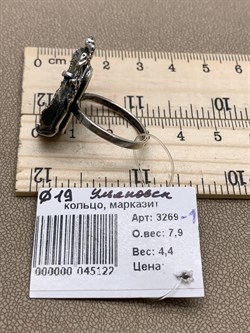 Ø19 Ульяновск
кольцо, марказит
Арт: 3269-1
О.вес: 7,9
Вес: 4,4
Цена:
000000 045122